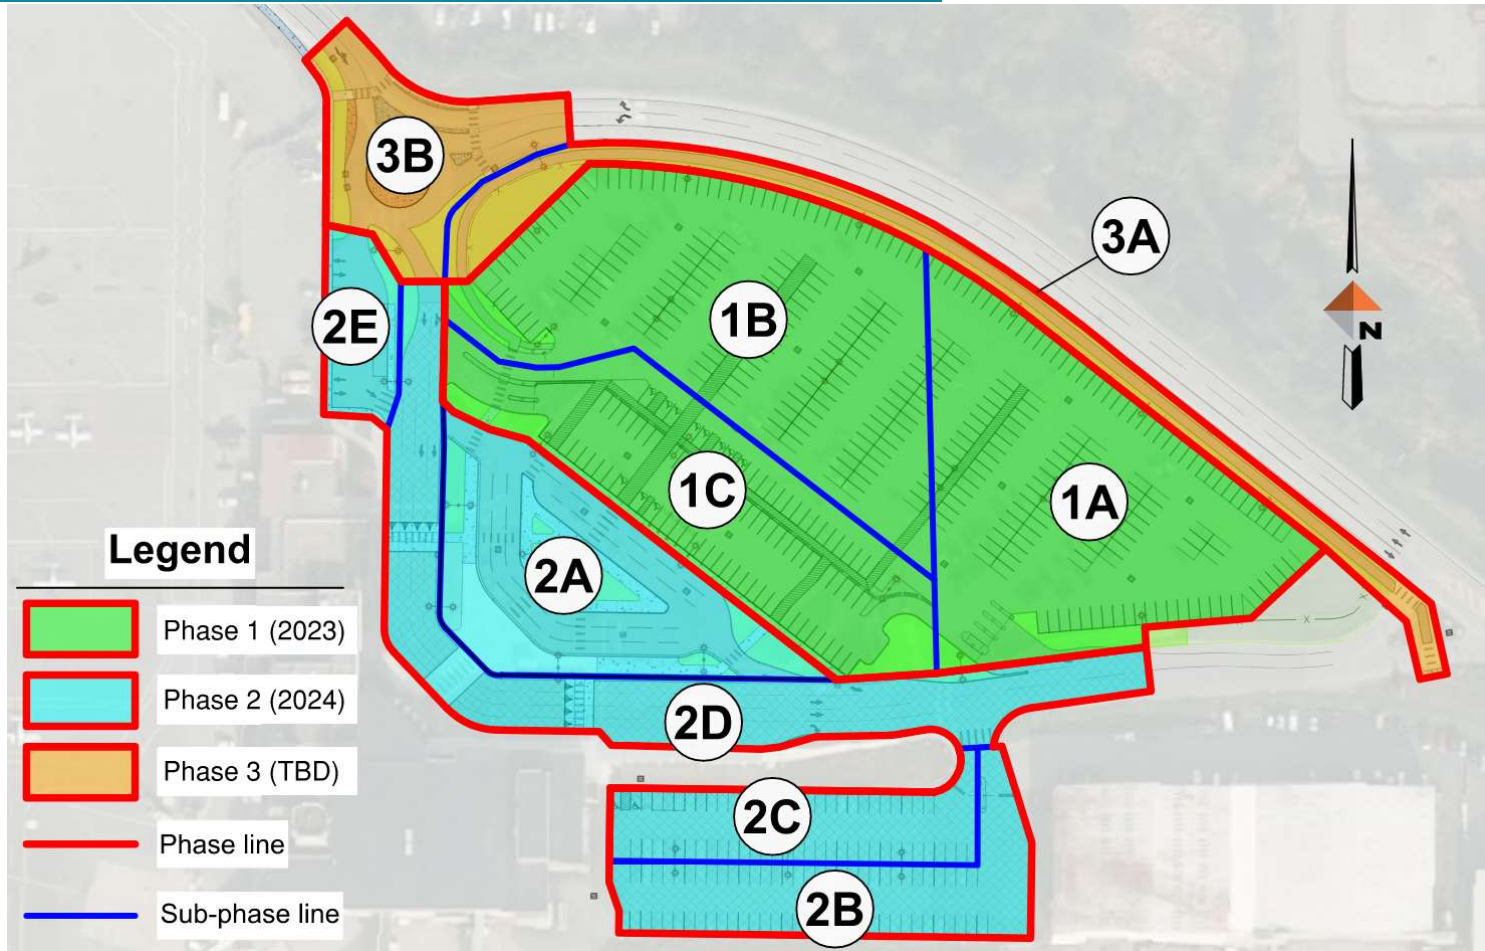 3B
3A
1B
2E
N
1C
1A
Legend
2A
Phase 1 (2023)
Phase 2 (2024)
2D
Phase 3 (TBD)
2C
Phase line
2B
Sub-phase line